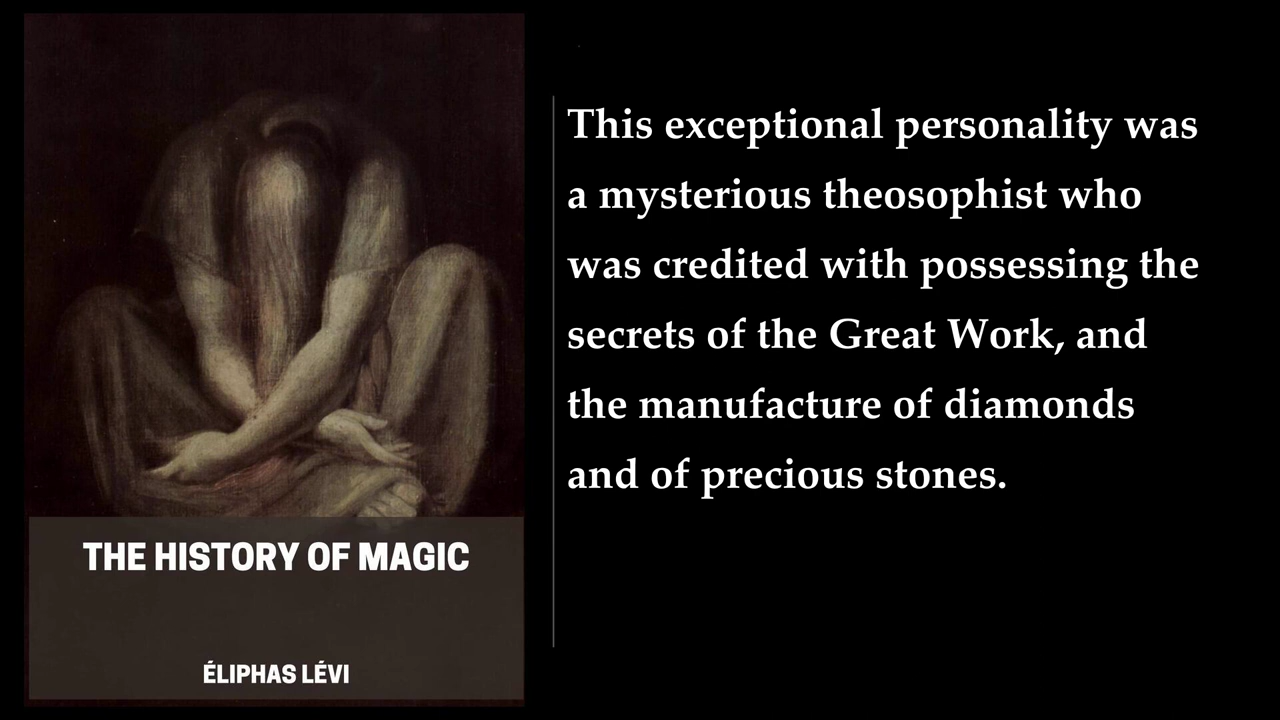 THE HISTORY OF MAGIC
ÉLIPHAS LÉVI
This exceptional personality was
a mysterious theosophist who
was credited with possessing the
secrets of the Great Work, and
the manufacture of diamonds
and of precious stones.